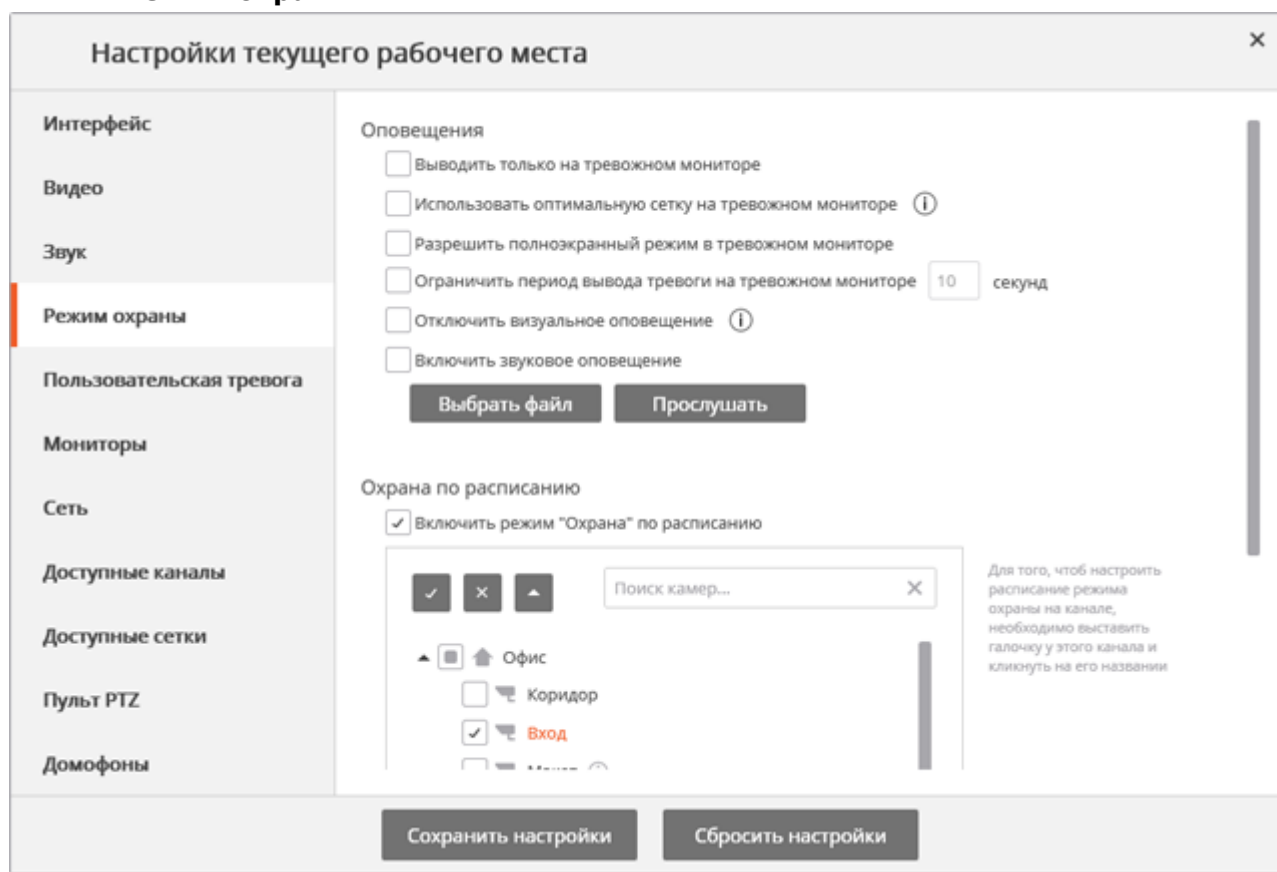 Настройки текущего рабочего места
Интерфейс
Видео
Звук
Режим охраны
Пользовательская тревога
Мониторы
Сеть
Доступные каналы
Доступные сетки
Пульт PTZ
Домофоны
Оповещения
Выводить только на тревожном мониторе
Использовать оптимальную сетку на тревожном мониторе
Разрешить полноэкранный режим в тревожном мониторе
Ограничить период вывода тревоги на тревожном мониторе 10 секунд
Отключить визуальное оповещение
Включить звуковое оповещение
Выбрать файл Прослушать
Охрана по расписанию
Включить режим "Охрана" по расписанию
Поиск камер...
Офис
Коридор
Вход
Для того, чтоб настроить
расписание режима
охраны на канале,
необходимо выставить
галочку у этого канала и
кликнуть на его названии
Сохранить настройки Сбросить настройки